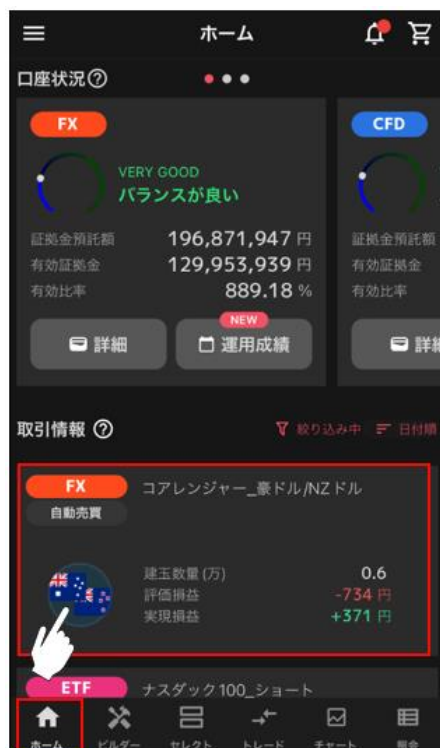 ホーム
口座状況?
FX
CFD
VERY GOOD
バランスが良い
証拠金預託額 196,871,947 円
証拠金預託額
有効証拠金 129,953,939 円
有効証拠金
有効比率 889.18 %
有効比率
NEW
詳細
運用成績
詳細
取引情報 ?
絞り込み中
日付順
FX
コアレンジャー_豪ドル/NZドル
自動売買
建玉数量(万) 0.6
評価損益 -734 円
実現損益 +371 円
ETF
ナスダック100_ショート
ホーム
ビルダー
セレクト
トレード
チャート
照会